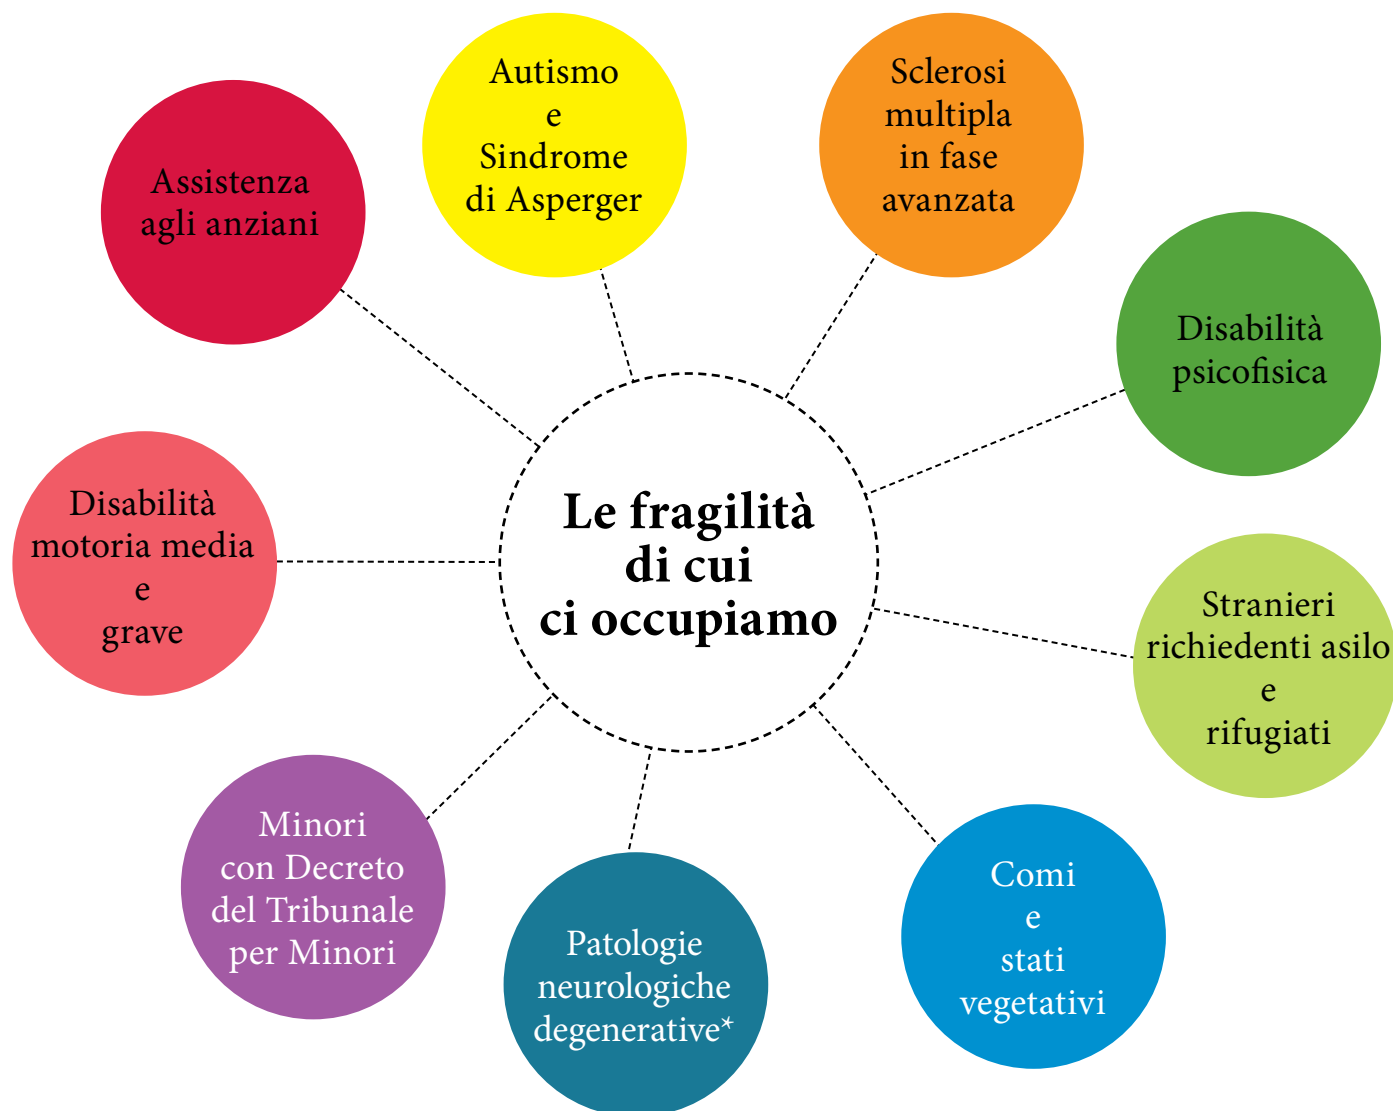 Autismo
e
Sindrome
di Asperger
Sclerosi
multipla
in fase
avanzata
Assistenza
agli anziani
Disabilità
psicofisica
Le fragilità
di cui
ci occupiamo
Disabilità
motoria media
e
grave
Stranieri
richiedenti asilo
e
rifugiati
Minori
con Decreto
del Tribunale
per Minori
Patologie
neurologiche
degenerative*
Comi
e
stati
vegetativi